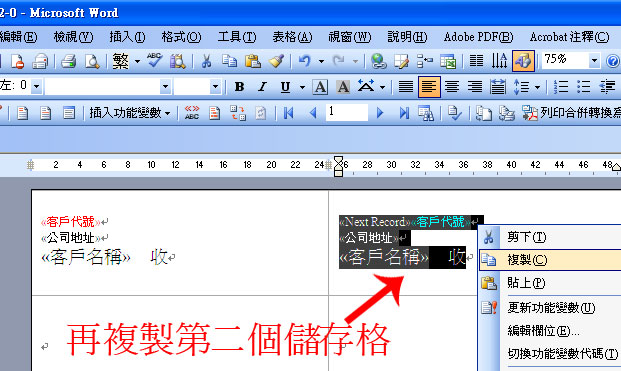 2-0 - Microsoft Word
編輯(E) 檢視(V) 插入(I) 格式(O) 工具(T) 表格(A) 視窗(W) 說明(H) Adobe PDF(B) Acrobat 注釋(C)
繁 ABC 75%
左: 0 B I U A A A
插入功能變數 «» ABC 1 列印合併轉換為
2 4 6 8 10 12 14 16 18 20 22 24 26 28 30 32 34 36 38 40 42 44 46 48
«客戶代號»
«公司地址»
«客戶名稱» 收
«Next Record»«客戶代號»
«公司地址»
«客戶名稱» 收
剪下(T)
複製(C)
貼上(P)
更新功能變數(U)
編輯欄位(E)...
切換功能變數代碼(T)
再複製第二個儲存格